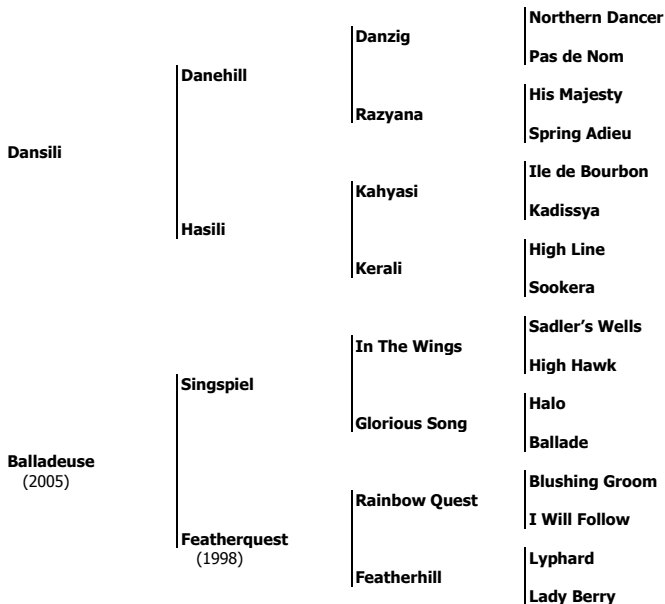 Dansili
Balladeuse
(2005)
Danehill
Hasili
Singspiel
Featherquest
(1998)
Danzig
Razyana
Kahyasi
Kerali
In The Wings
Glorious Song
Rainbow Quest
Featherhill
Northern Dancer
Pas de Nom
His Majesty
Spring Adieu
Ile de Bourbon
Kadissya
High Line
Sookera
Sadler's Wells
High Hawk
Halo
Ballade
Blushing Groom
I Will Follow
Lyphard
Lady Berry